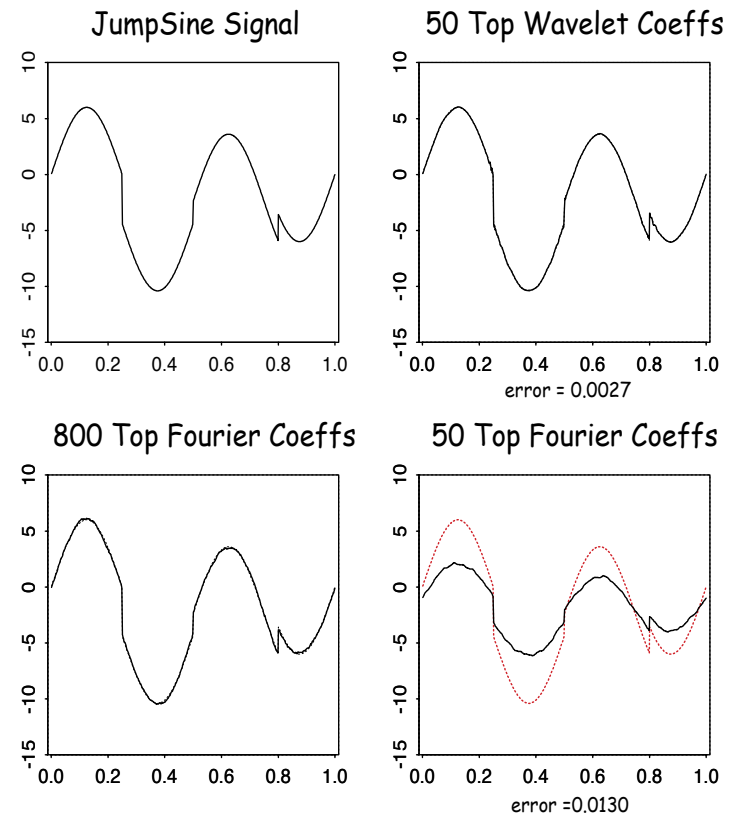 JumpSine Signal
50 Top Wavelet Coeffs
10
5
0
-5
-10
-15
0.0 0.2 0.4 0.6 0.8 1.0
10
5
0
-5
-10
-15
0.0 0.2 0.4 0.6 0.8 1.0
error = 0.0027
800 Top Fourier Coeffs
50 Top Fourier Coeffs
10
5
0
-5
-10
-15
0.0 0.2 0.4 0.6 0.8 1.0
10
5
0
-5
-10
-15
0.0 0.2 0.4 0.6 0.8 1.0
error =0.0130